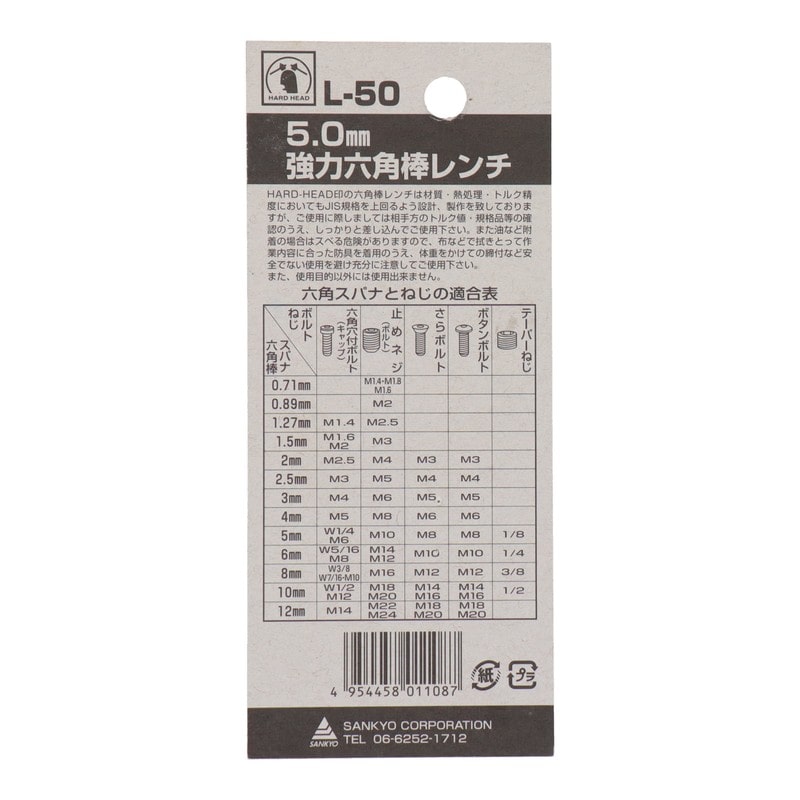 HARD HEAD
L-50
5.0mm
強力六角棒レンチ
HARD-HEAD印の六角棒レンチは材質・熱処理・トルク精
度においてもJIS規格を上回るよう設計、製作を致しており
ますが、ご使用に際しましては相手方のトルク値・規格品等の確
認のうえ、しっかりと差し込んでご使用下さい。また油など附
着の場合はスベる危険がありますので、布などで拭きとって作
業内容に合った防具を着用のうえ、体重をかけての締付など安
全でない使用を避け充分に注意してご使用下さい。
また、使用目的以外には使用出来ません。
六角スパナとねじの適合表
ボルト ねじ スパナ 六角棒
六角穴付ボルト (キャップ)
止めネジ (ボルト)
さらボルト
ボタンボルト
テーパーねじ
0.71mm M1.4-M1.8 M1.6
0.89mm M2
1.27mm M1.4 M2.5
1.5mm M1.6 M2 M3
2mm M2.5 M4 M3 M3
2.5mm M3 M5 M4 M4
3mm M4 M6 M5 M5
4mm M5 M8 M6 M6
5mm W1/4 M6 M10 M8 M8 1/8
6mm W5/16 M8 M14 M12 M10 M10 1/4
8mm W3/8 W7/16-M10 M16 M12 M12 3/8
10mm W1/2 M12 M18 M20 M14 M16 M14 M16 1/2
12mm M14 M22 M24 M18 M20 M18 M20
4 954458 011087
紙
プラ
SANKYO
SANKYO CORPORATION
TEL 06-6252-1712